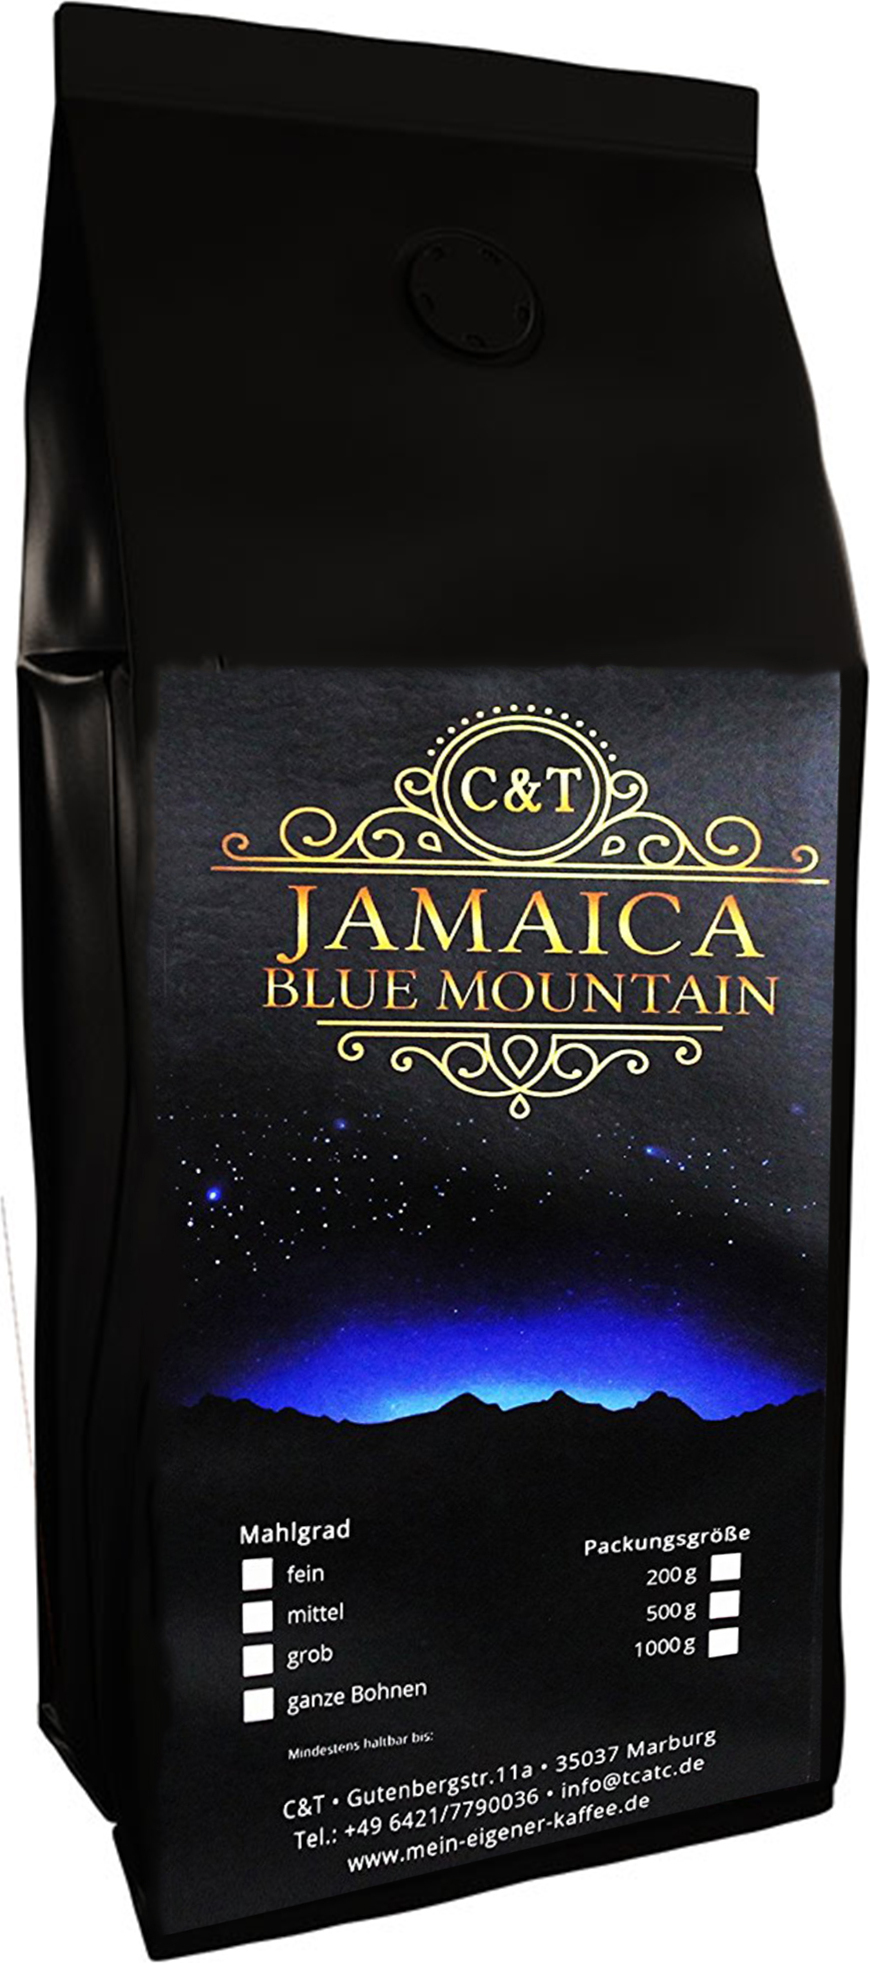 C&T
JAMAICA
BLUE MOUNTAIN
Mahlgrad
fein
mittel
grob
ganze Bohnen
Packungsgröße
200 g
500 g
1000 g
Mindestens haltbar bis:
C&T • Gutenbergstr.11a • 35037 Marburg
Tel.: +49 6421/7790036 • info@tcatc.de
www.mein-eigener-kaffee.de